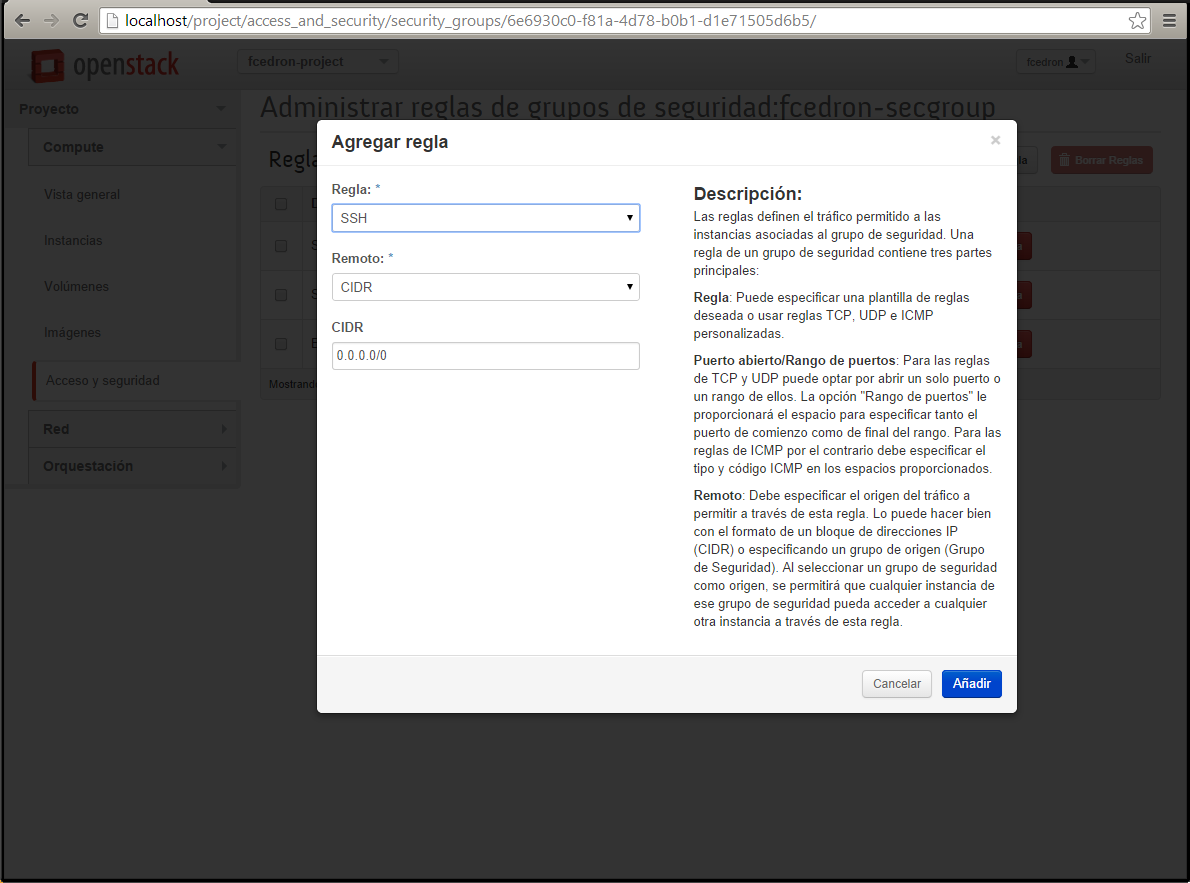 localhost/project/access_and_security/security_groups/6e6930c0-f81a-4d78-b0b1-d1e71505d6b5/
openstack
fcedron-project
fcedron
Salir
Proyecto
Administrar reglas de grupos de seguridad:fcedron-secgroup
Compute
Vista general
Instancias
Volúmenes
Imágenes
Acceso y seguridad
Red
Orquestación
Borrar Reglas
Agregar regla
×
Regla: *
SSH
Remoto: *
CIDR
CIDR
0.0.0.0/0
Descripción:
Las reglas definen el tráfico permitido a las
instancias asociadas al grupo de seguridad. Una
regla de un grupo de seguridad contiene tres partes
principales:
Regla: Puede especificar una plantilla de reglas
deseada o usar reglas TCP, UDP e ICMP
personalizadas.
Puerto abierto/Rango de puertos: Para las reglas
de TCP y UDP puede optar por abrir un solo puerto o
un rango de ellos. La opción "Rango de puertos" le
proporcionará el espacio para especificar tanto el
puerto de comienzo como de final del rango. Para las
reglas de ICMP por el contrario debe especificar el
tipo y código ICMP en los espacios proporcionados.
Remoto: Debe especificar el origen del tráfico a
permitir a través de esta regla. Lo puede hacer bien
con el formato de un bloque de direcciones IP
(CIDR) o especificando un grupo de origen (Grupo
de Seguridad). Al seleccionar un grupo de seguridad
como origen, se permitirá que cualquier instancia de
ese grupo de seguridad pueda acceder a cualquier
otra instancia a través de esta regla.
Cancelar
Añadir